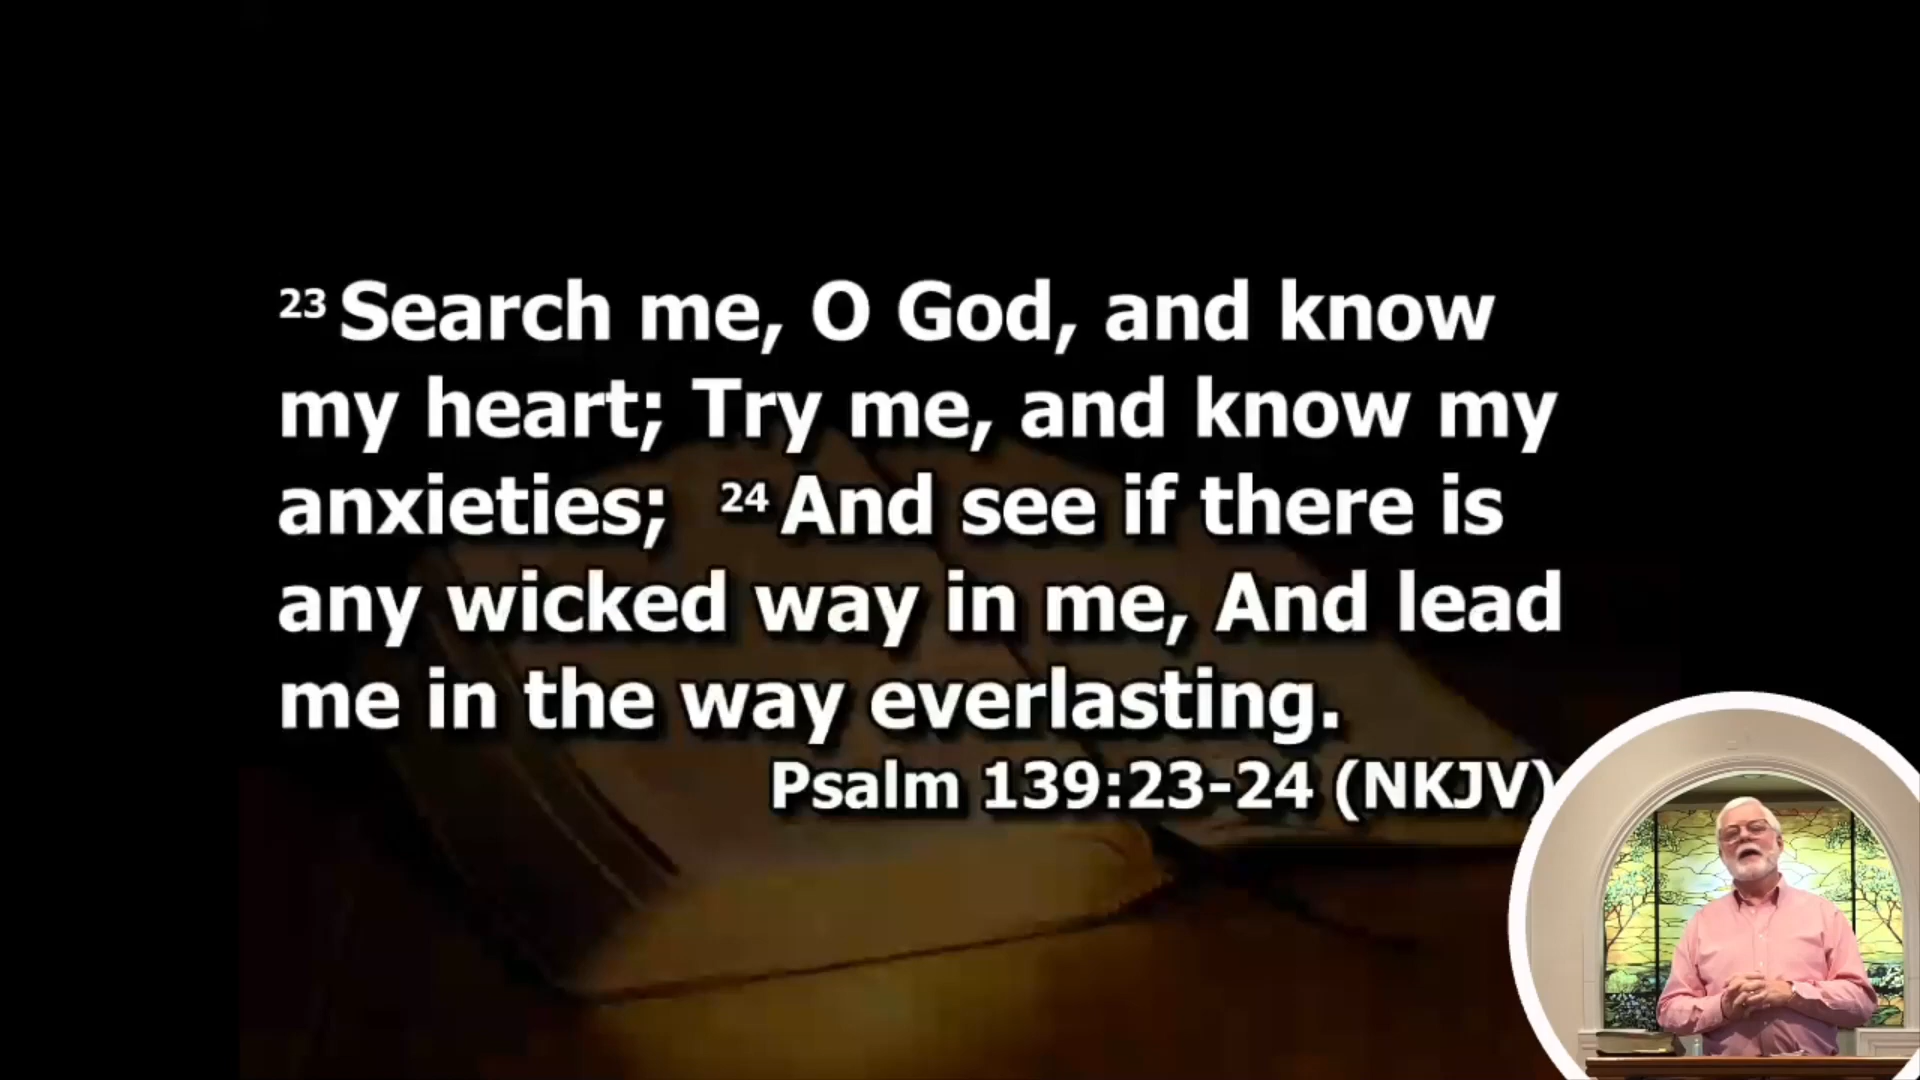 23 Search me, O God, and know
my heart; Try me, and know my
anxieties; 24 And see if there is
any wicked way in me, And lead
me in the way everlasting.
Psalm 139:23-24 (NKJV)